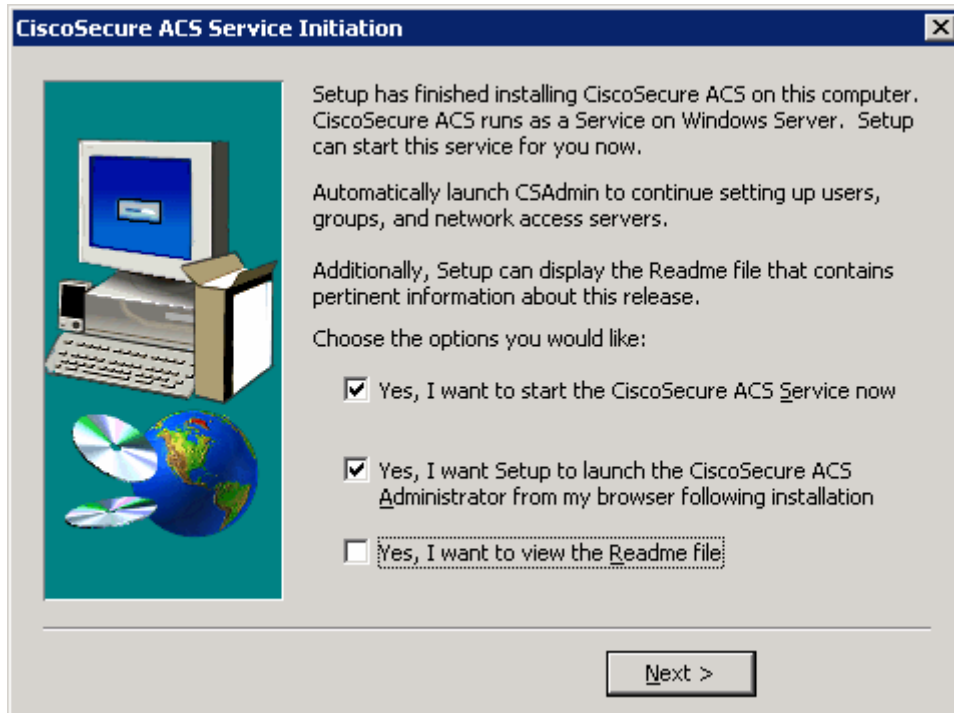 CiscoSecure ACS Service Initiation
Setup has finished installing CiscoSecure ACS on this computer.
CiscoSecure ACS runs as a Service on Windows Server. Setup
can start this service for you now.
Automatically launch CSAdmin to continue setting up users,
groups, and network access servers.
Additionally, Setup can display the Readme file that contains
pertinent information about this release.
Choose the options you would like:
Yes, I want to start the CiscoSecure ACS Service now
Yes, I want Setup to launch the CiscoSecure ACS
Administrator from my browser following installation
Yes, I want to view the Readme file
Next >